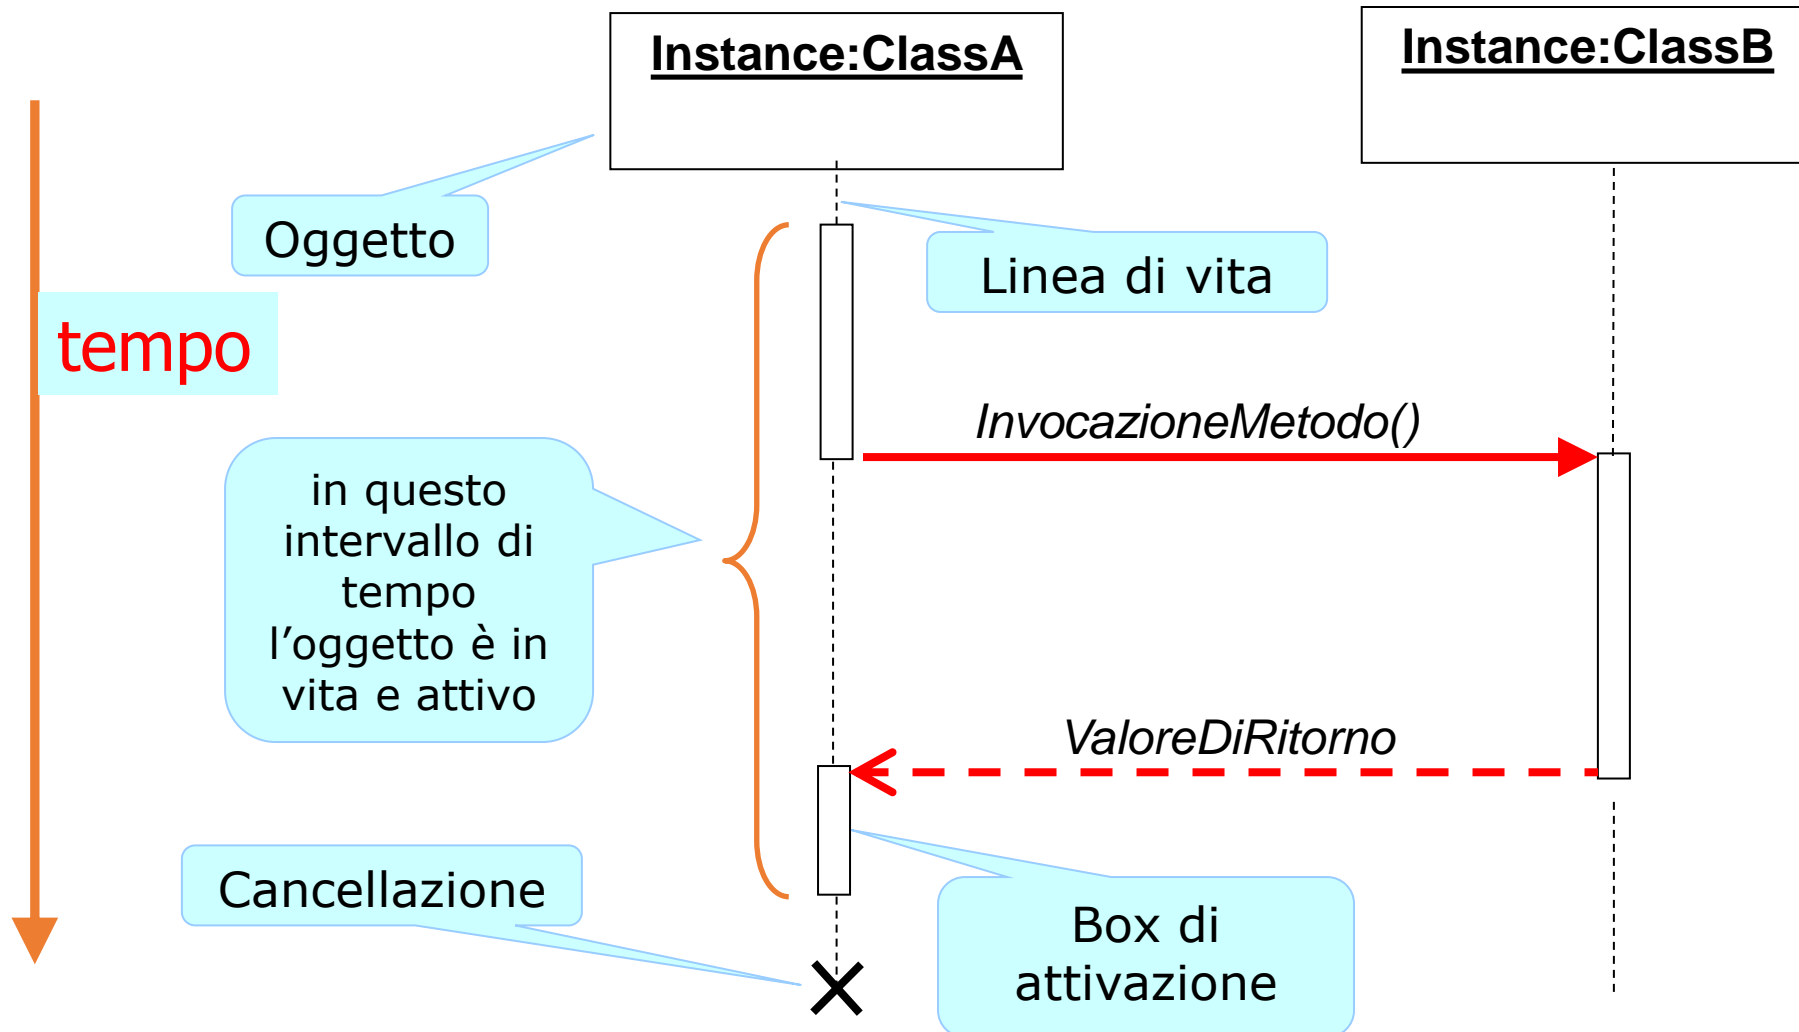 Instance:ClassA
Instance:ClassB
Oggetto
Linea di vita
tempo
InvocazioneMetodo()
in questo
intervallo di
tempo
l’oggetto è in
vita e attivo
ValoreDiRitorno
Cancellazione
Box di
attivazione